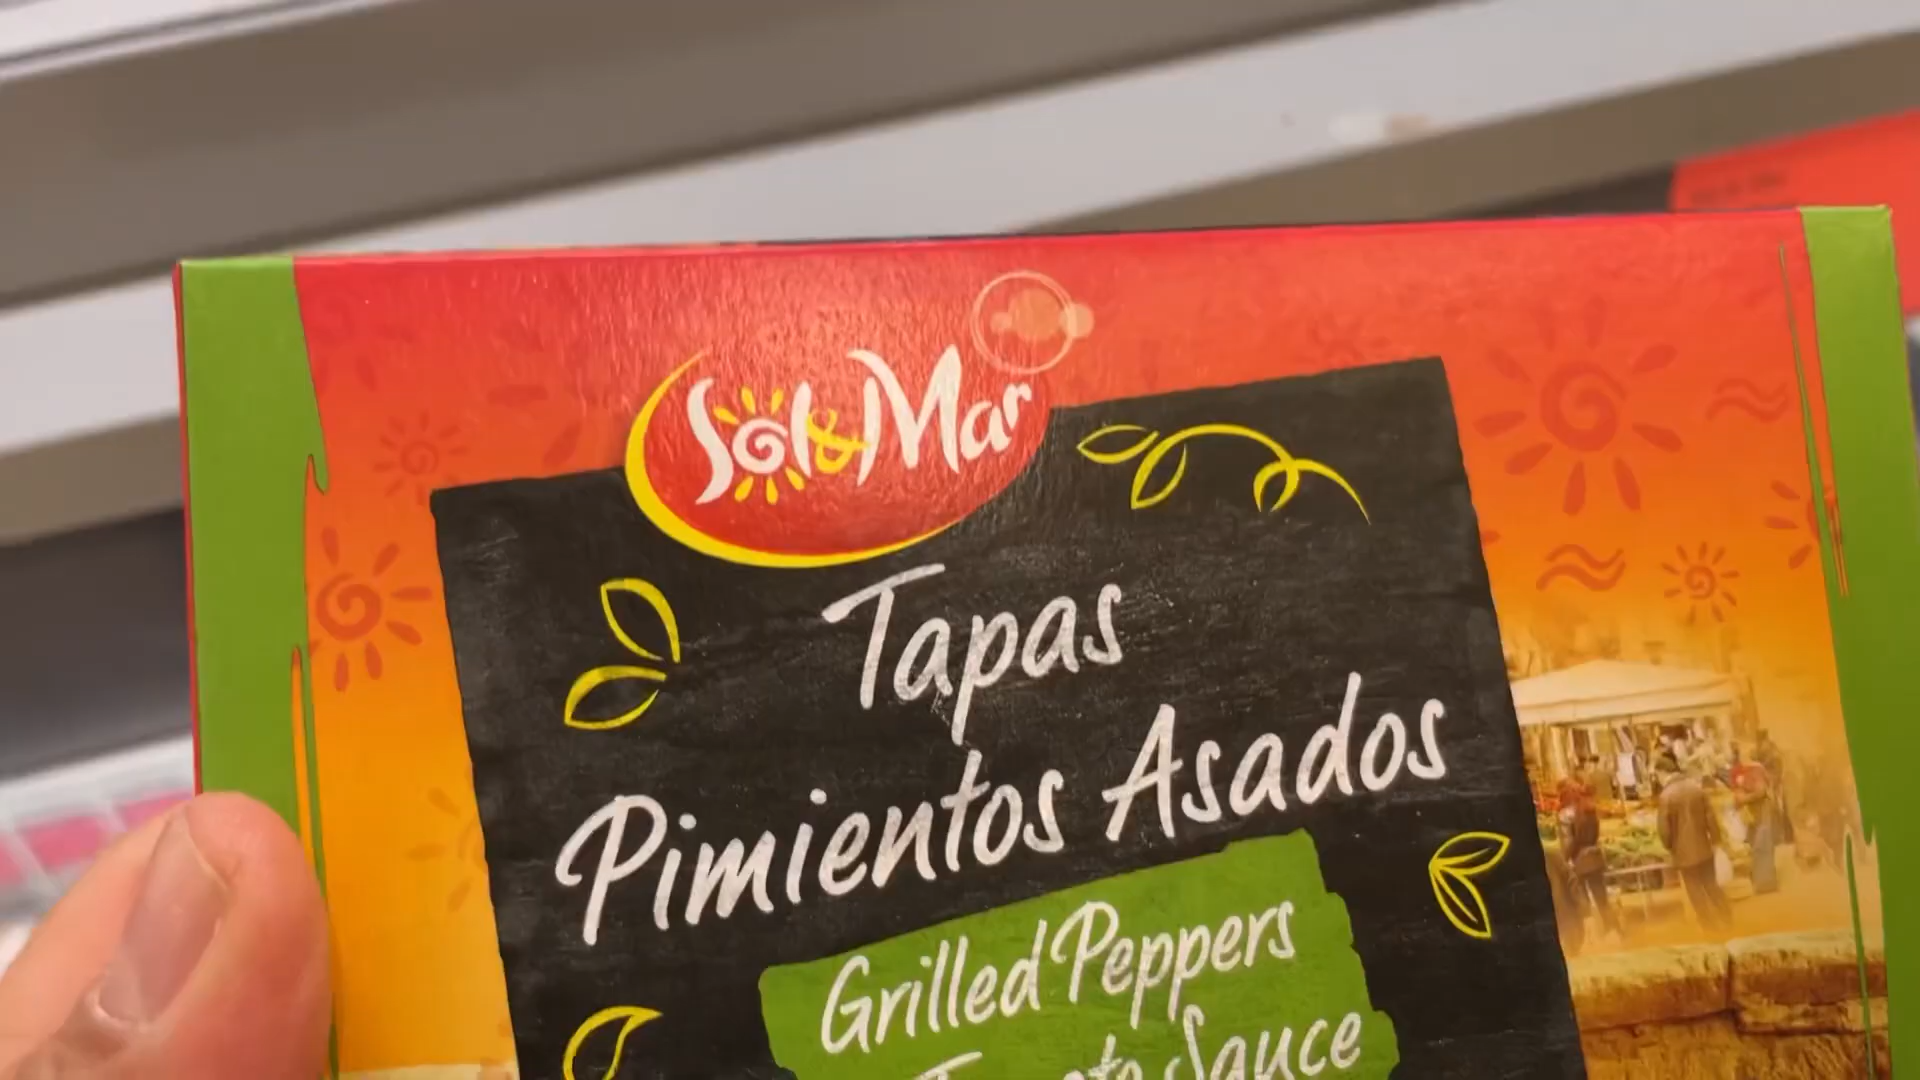 Sol&Mar
Tapas
Pimientos Asados
Grilled Peppers
Tomato Sauce